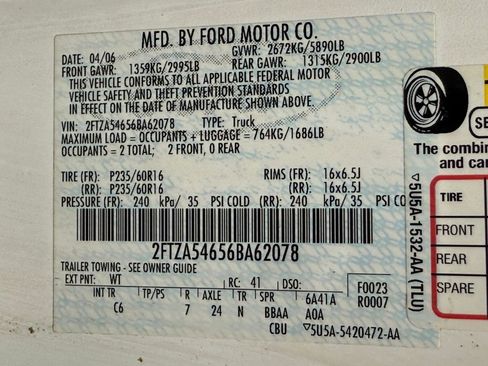 MFD. BY FORD MOTOR CO.
DATE: 04/06 GVWR: 2672KG/5890LB
FRONT GAWR: 1359KG/2995LB REAR GAWR: 1315KG/2900LB
THIS VEHICLE CONFORMS TO ALL APPLICABLE FEDERAL MOTOR
VEHICLE SAFETY AND THEFT PREVENTION STANDARDS
IN EFFECT ON THE DATE OF MANUFACTURE SHOWN ABOVE.
VIN: 2FTZA54656BA62078 TYPE: Truck
MAXIMUM LOAD = OCCUPANTS + LUGGAGE = 764KG/1686LB
OCCUPANTS = 2 TOTAL; 2 FRONT, 0 REAR
TIRE (FR): P235/60R16 RIMS (FR): 16x6.5J
(RR): P235/60R16 (RR): 16x6.5J
PRESSURE (FR): 240 kPa/ 35 PSI COLD (RR): 240 kPa/ 35 PSI COL
2FTZA54656BA62078
TRAILER TOWING - SEE OWNER GUIDE
EXT PNT: WT RC: 41 DSO: F0023
R0007
INT TR TP/PS R AXLE TR SPR 6A41A
C6 7 24 N BBAA A0A
CBU 5U5A-5420472-AA
5U5A-1532-AA (TLU)
SE
The combin
and ca
TIRE
FRONT
REAR
SPARE